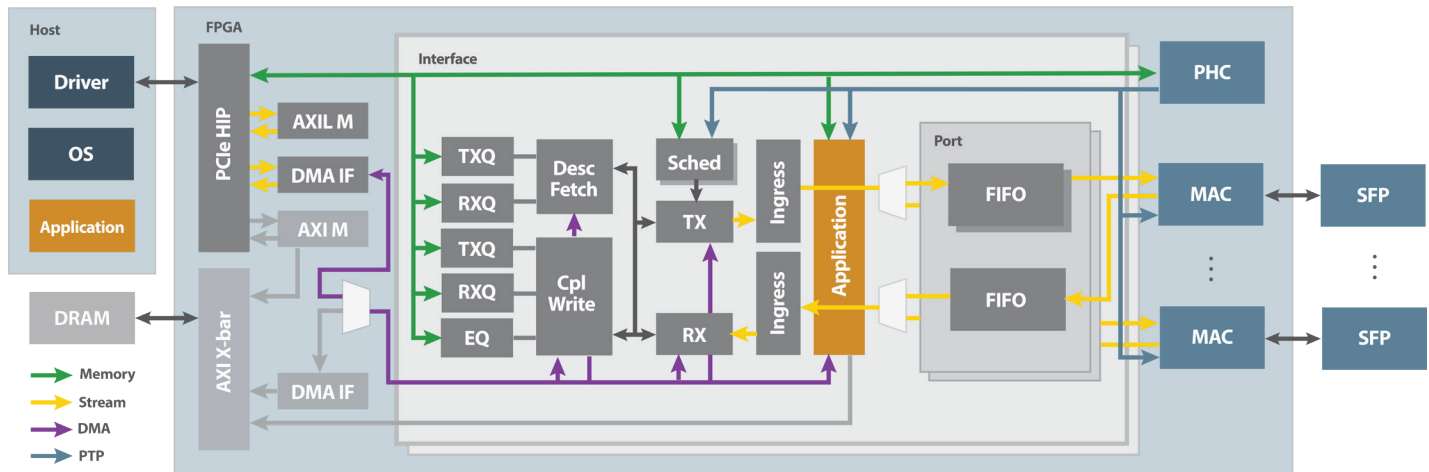 Host
Driver
OS
Application
DRAM
Memory
Stream
DMA
PTP
FPGA
PCIe HIP
AXIL M
DMA IF
AXI M
AXI X-bar
DMA IF
Interface
TXQ
RXQ
TXQ
RXQ
EQ
Desc
Fetch
Cpl
Write
Sched
TX
RX
Ingress
Ingress
Application
Port
FIFO
FIFO
PHC
MAC
MAC
SFP
SFP